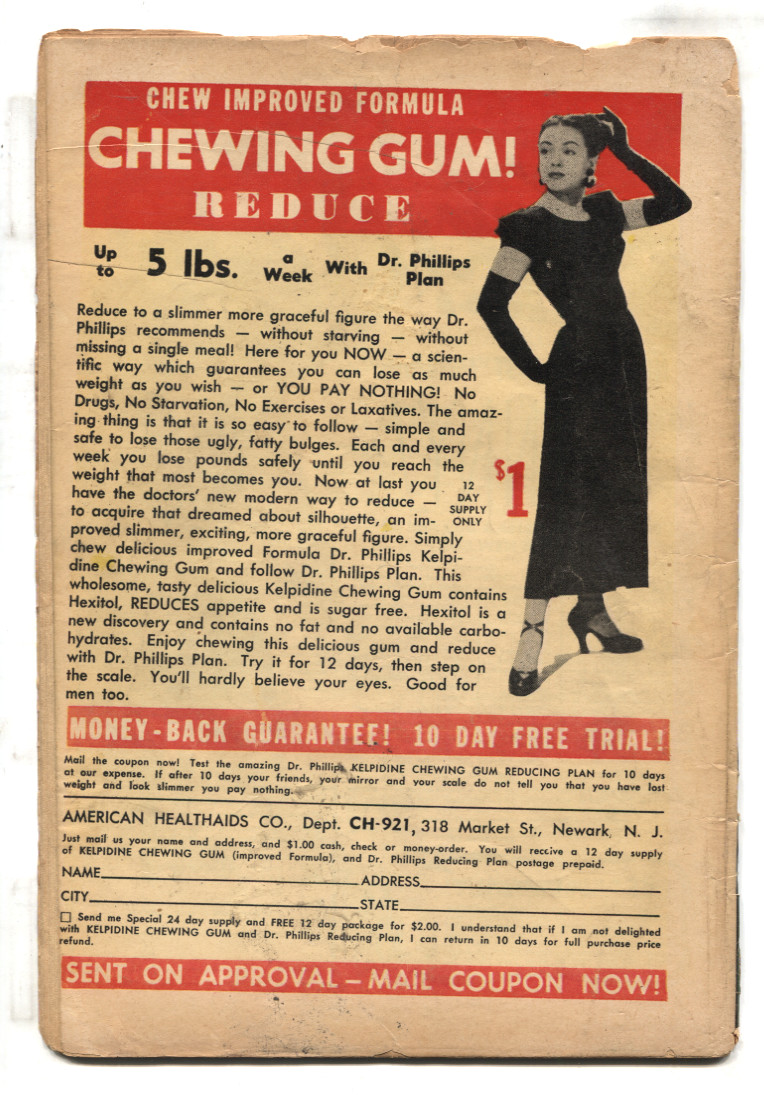 CHEW IMPROVED FORMULA
CHEWING GUM!
REDUCE
Up to 5 lbs. a Week With Dr. Phillips Plan
Reduce to a slimmer more graceful figure the way Dr.
Phillips recommends — without starving — without
missing a single meal! Here for you NOW — a scien-
tific way which guarantees you can lose as much
weight as you wish — or YOU PAY NOTHING! No
Drugs, No Starvation, No Exercises or Laxatives. The amaz-
ing thing is that it is so easy to follow — simple and
safe to lose those ugly, fatty bulges. Each and every
week you lose pounds safely until you reach the
weight that most becomes you. Now at last you
have the doctors' new modern way to reduce —
to acquire that dreamed about silhouette, an im-
proved slimmer, exciting, more graceful figure. Simply
chew delicious improved Formula Dr. Phillips Kelpi-
dine Chewing Gum and follow Dr. Phillips Plan. This
wholesome, tasty delicious Kelpidine Chewing Gum contains
Hexitol, REDUCES appetite and is sugar free. Hexitol is a
new discovery and contains no fat and no available carbo-
hydrates. Enjoy chewing this delicious gum and reduce
with Dr. Phillips Plan. Try it for 12 days, then step on
the scale. You'll hardly believe your eyes. Good for
men too.
12
DAY
SUPPLY
ONLY
$1
MONEY-BACK GUARANTEE! 10 DAY FREE TRIAL!
Mail the coupon now! Test the amazing Dr. Phillips KELPIDINE CHEWING GUM REDUCING PLAN for 10 days
at our expense. If after 10 days your friends, your mirror and your scale do not tell you that you have lost
weight and look slimmer you pay nothing.
AMERICAN HEALTHAIDS CO., Dept. CH-921, 318 Market St., Newark, N. J.
Just mail us your name and address, and $1.00 cash, check or money-order. You will receive a 12 day supply
of KELPIDINE CHEWING GUM (improved Formula), and Dr. Phillips Reducing Plan postage prepaid.
NAME ADDRESS
CITY STATE
☐ Send me Special 24 day supply and FREE 12 day package for $2.00. I understand that if I am not delighted
with KELPIDINE CHEWING GUM and Dr. Phillips Reducing Plan, I can return in 10 days for full purchase price
refund.
SENT ON APPROVAL — MAIL COUPON NOW!